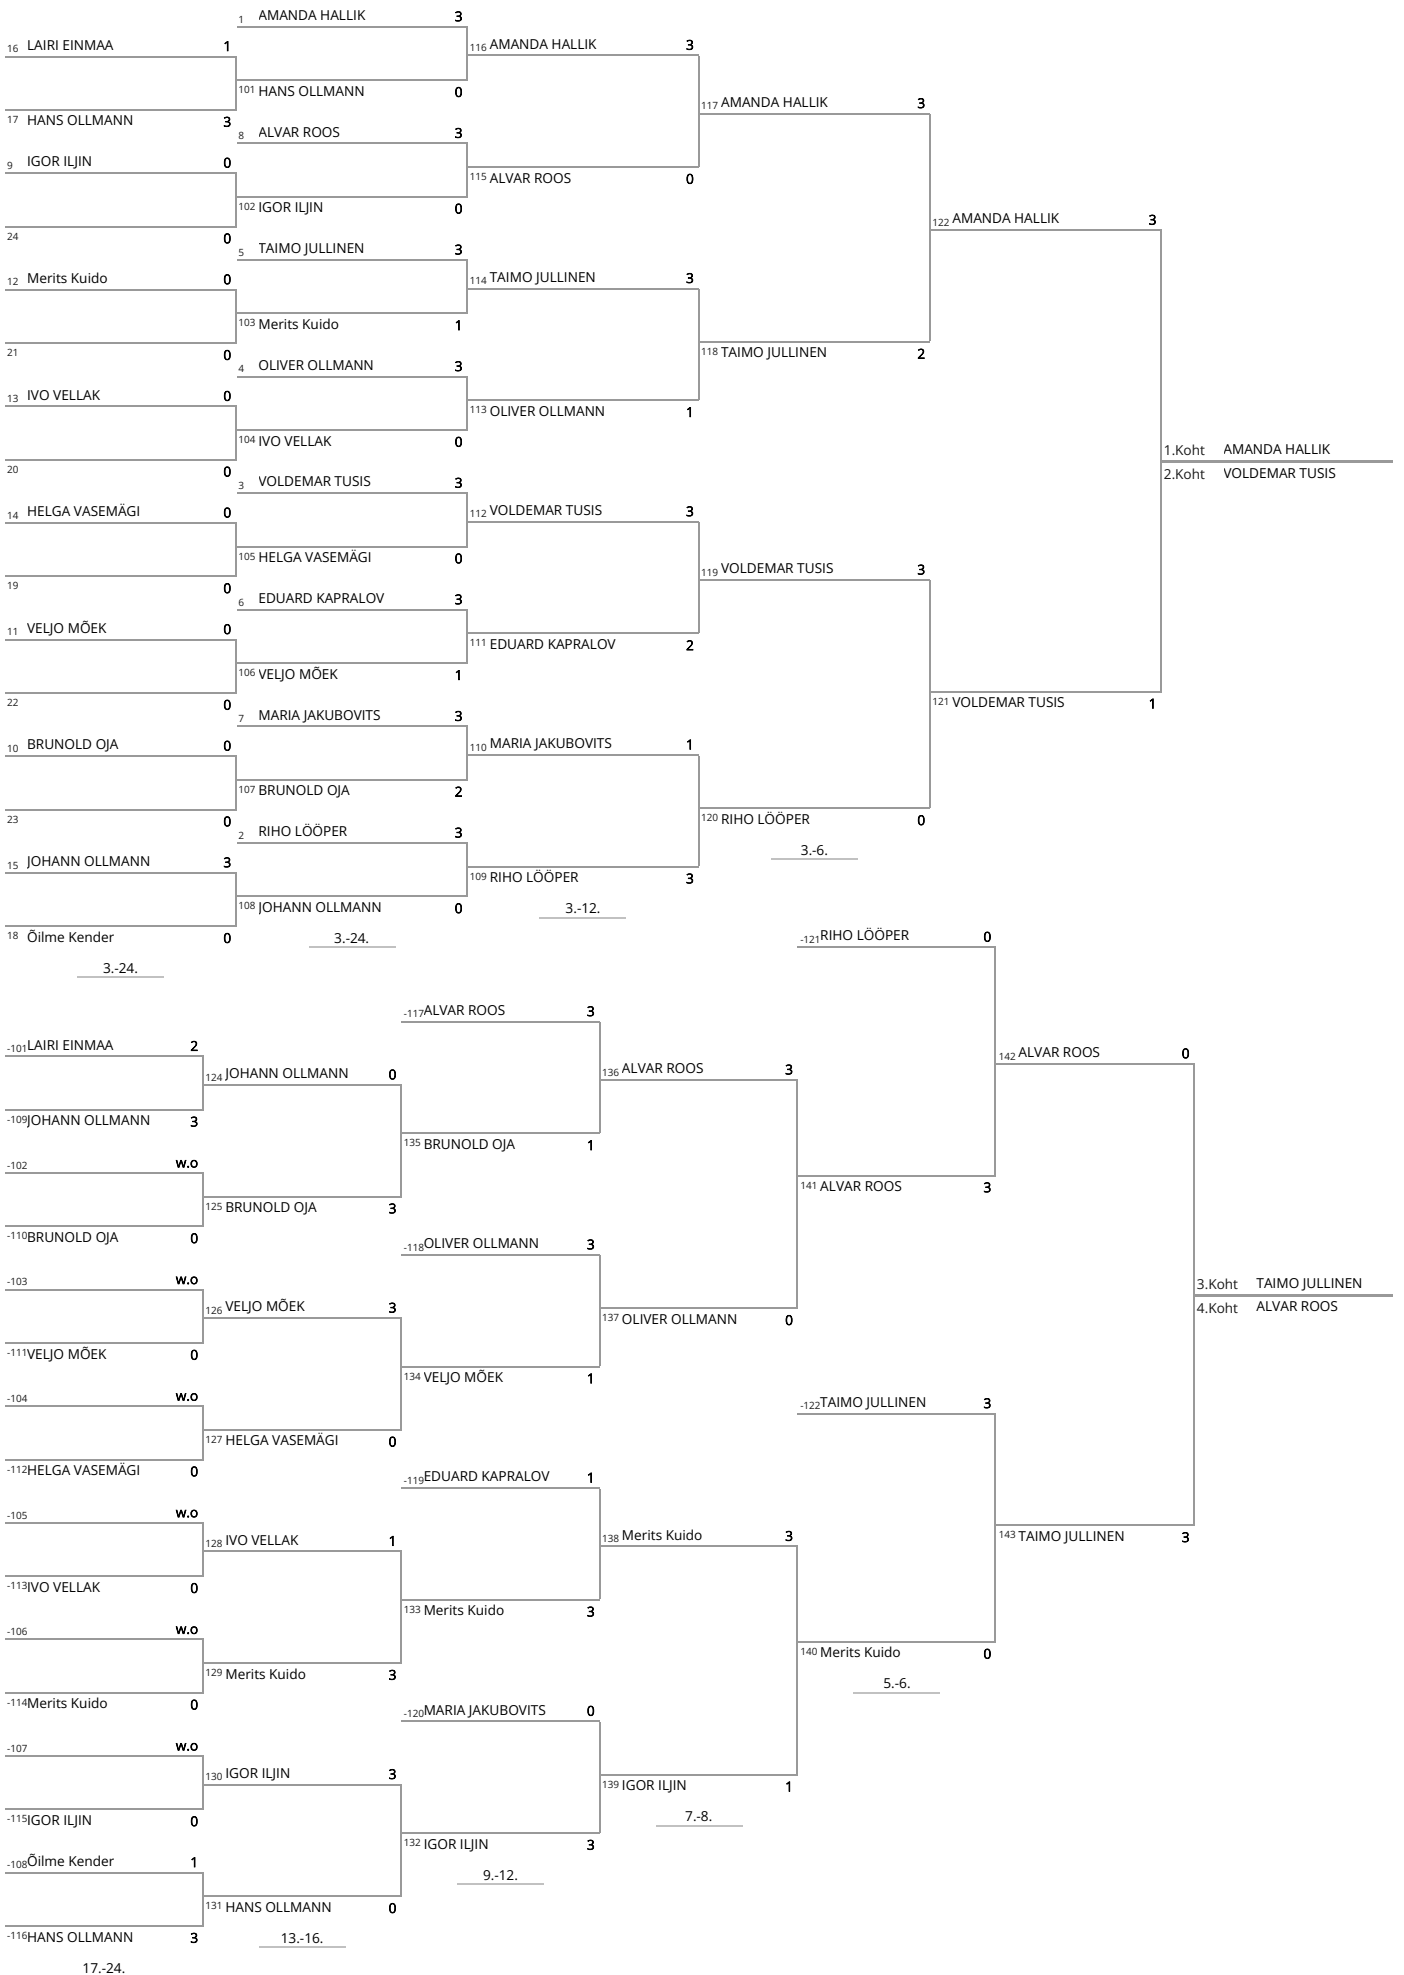 1 AMANDA HALLIK 3
16 LAIRI EINMAA 1
116 AMANDA HALLIK 3
101 HANS OLLMANN 0
117 AMANDA HALLIK 3
17 HANS OLLMANN 3
8 ALVAR ROOS 3
9 IGOR ILJIN 0
115 ALVAR ROOS 0
102 IGOR ILJIN 0
122 AMANDA HALLIK 3
24 0
5 TAIMO JULLINEN 3
12 Merits Kuido 0
114 TAIMO JULLINEN 3
103 Merits Kuido 1
21 0
118 TAIMO JULLINEN 2
4 OLIVER OLLMANN 3
13 IVO VELLAK 0
113 OLIVER OLLMANN 1
104 IVO VELLAK 0
1.Koht AMANDA HALLIK
20 0
2.Koht VOLDEMAR TUSIS
3 VOLDEMAR TUSIS 3
14 HELGA VASEMÄGI 0
112 VOLDEMAR TUSIS 3
105 HELGA VASEMÄGI 0
119 VOLDEMAR TUSIS 3
19 0
6 EDUARD KAPRALOV 3
11 VELJO MÕEK 0
111 EDUARD KAPRALOV 2
106 VELJO MÕEK 1
22 0
121 VOLDEMAR TUSIS 1
7 MARIA JAKUBOVITS 3
10 BRUNOLD OJA 0
110 MARIA JAKUBOVITS 1
107 BRUNOLD OJA 2
23 0
120 RIHO LÖÖPER 0
2 RIHO LÖÖPER 3
3.-6.
15 JOHANN OLLMANN 3
109 RIHO LÖÖPER 3
108 JOHANN OLLMANN 0
3.-12.
18 Õilme Kender 0
3.-24.
-121 RIHO LÖÖPER 0
3.-24.
-117 ALVAR ROOS 3
-101 LAIRI EINMAA 2
142 ALVAR ROOS 0
136 ALVAR ROOS 3
124 JOHANN OLLMANN 0
-109 JOHANN OLLMANN 3
135 BRUNOLD OJA 1
-102 w.o
141 ALVAR ROOS 3
125 BRUNOLD OJA 3
-110 BRUNOLD OJA 0
-118 OLIVER OLLMANN 3
-103 w.o
3.Koht TAIMO JULLINEN
126 VELJO MÕEK 3
4.Koht ALVAR ROOS
137 OLIVER OLLMANN 0
-111 VELJO MÕEK 0
134 VELJO MÕEK 1
-104 w.o
-122 TAIMO JULLINEN 3
127 HELGA VASEMÄGI 0
-112 HELGA VASEMÄGI 0
-119 EDUARD KAPRALOV 1
-105 w.o
128 IVO VELLAK 1
138 Merits Kuido 3
143 TAIMO JULLINEN 3
-113 IVO VELLAK 0
133 Merits Kuido 3
-106 w.o
140 Merits Kuido 0
129 Merits Kuido 3
5.-6.
-114 Merits Kuido 0
-120 MARIA JAKUBOVITS 0
-107 w.o
130 IGOR ILJIN 3
139 IGOR ILJIN 1
7.-8.
-115 IGOR ILJIN 0
132 IGOR ILJIN 3
-108 Õilme Kender 1
9.-12.
131 HANS OLLMANN 0
-116 HANS OLLMANN 3
13.-16.
17.-24.